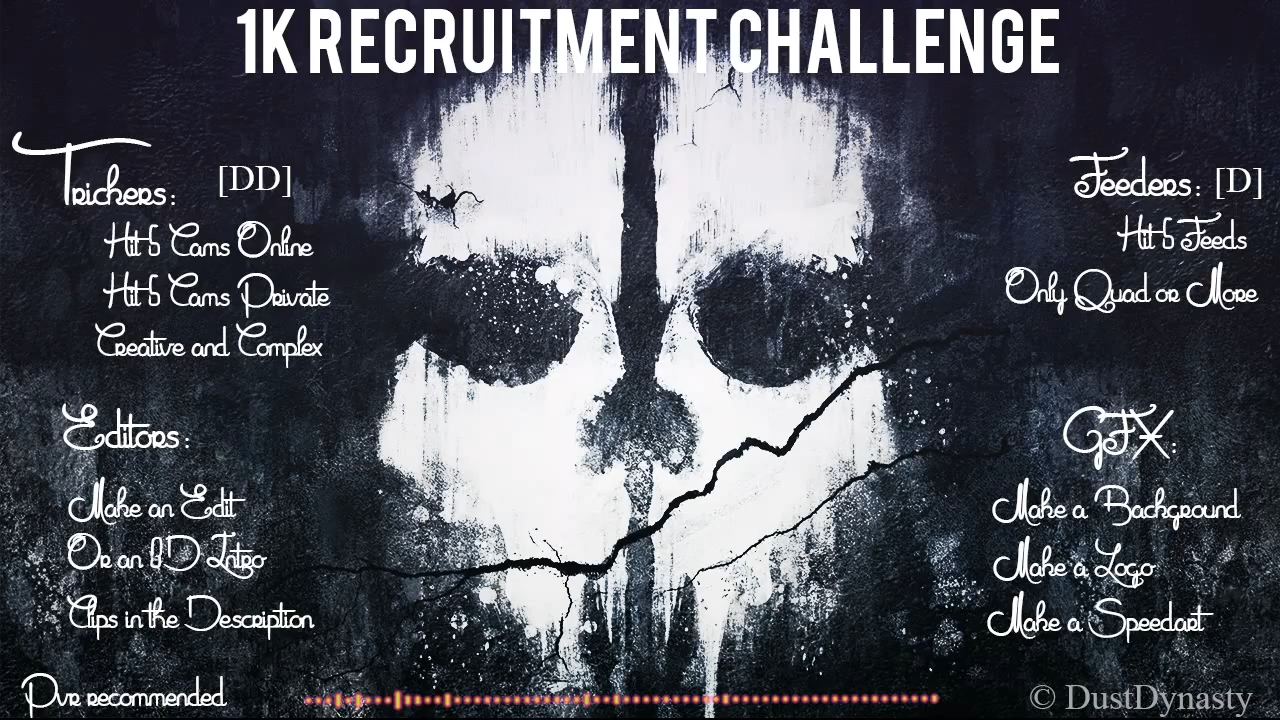 1K RECRUITMENT CHALLENGE
Trickers: [DD]
Hit 5 Cams Online
Hit 5 Cams Private
Creative and Complex
Feeders: [D]
Hit 5 Feeds
Only Quad or More
Editors:
Make an Edit
Or an 3D Intro
Clips in the Description
GFX:
Make a Background
Make a Logo
Make a Speedart
Pvr recommended
© DustDynasty